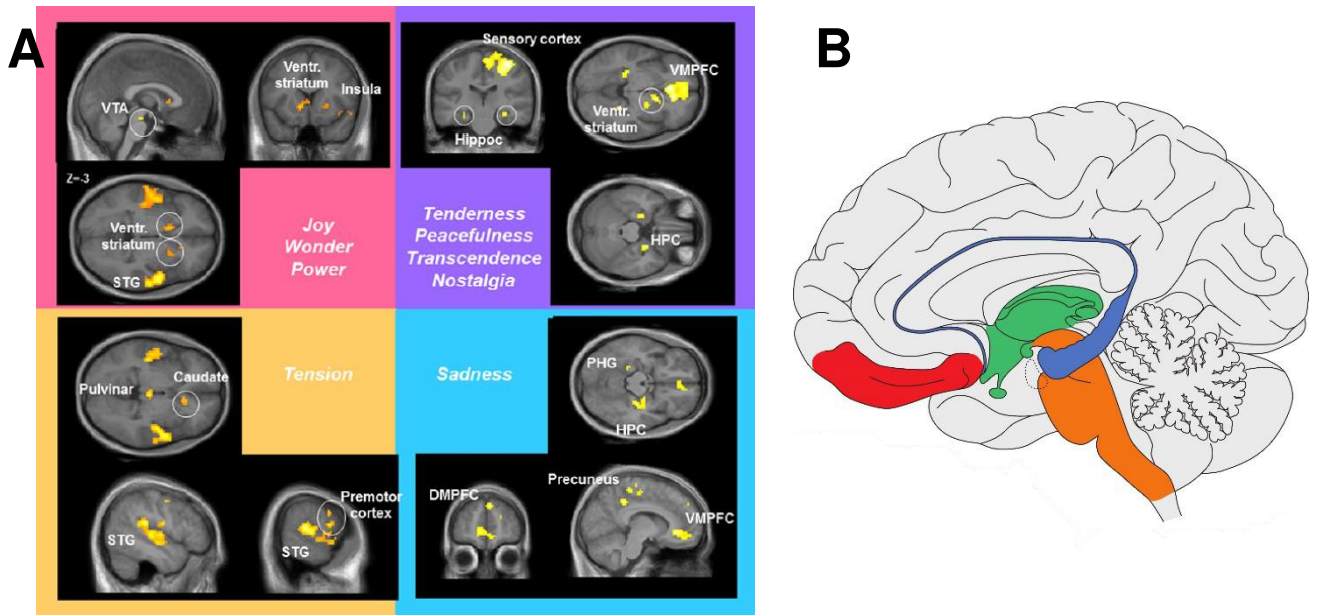 A
B
VTA
Ventr.
striatum
Insula
Sensory cortex
VMPFC
Ventr.
striatum
Hippoc
Z=-3
Ventr.
striatum
STG
Joy
Wonder
Power
Tenderness
Peacefulness
Transcendence
Nostalgia
HPC
Pulvinar
Caudate
Tension
Sadness
PHG
HPC
STG
STG
Premotor
cortex
DMPFC
Precuneus
VMPFC